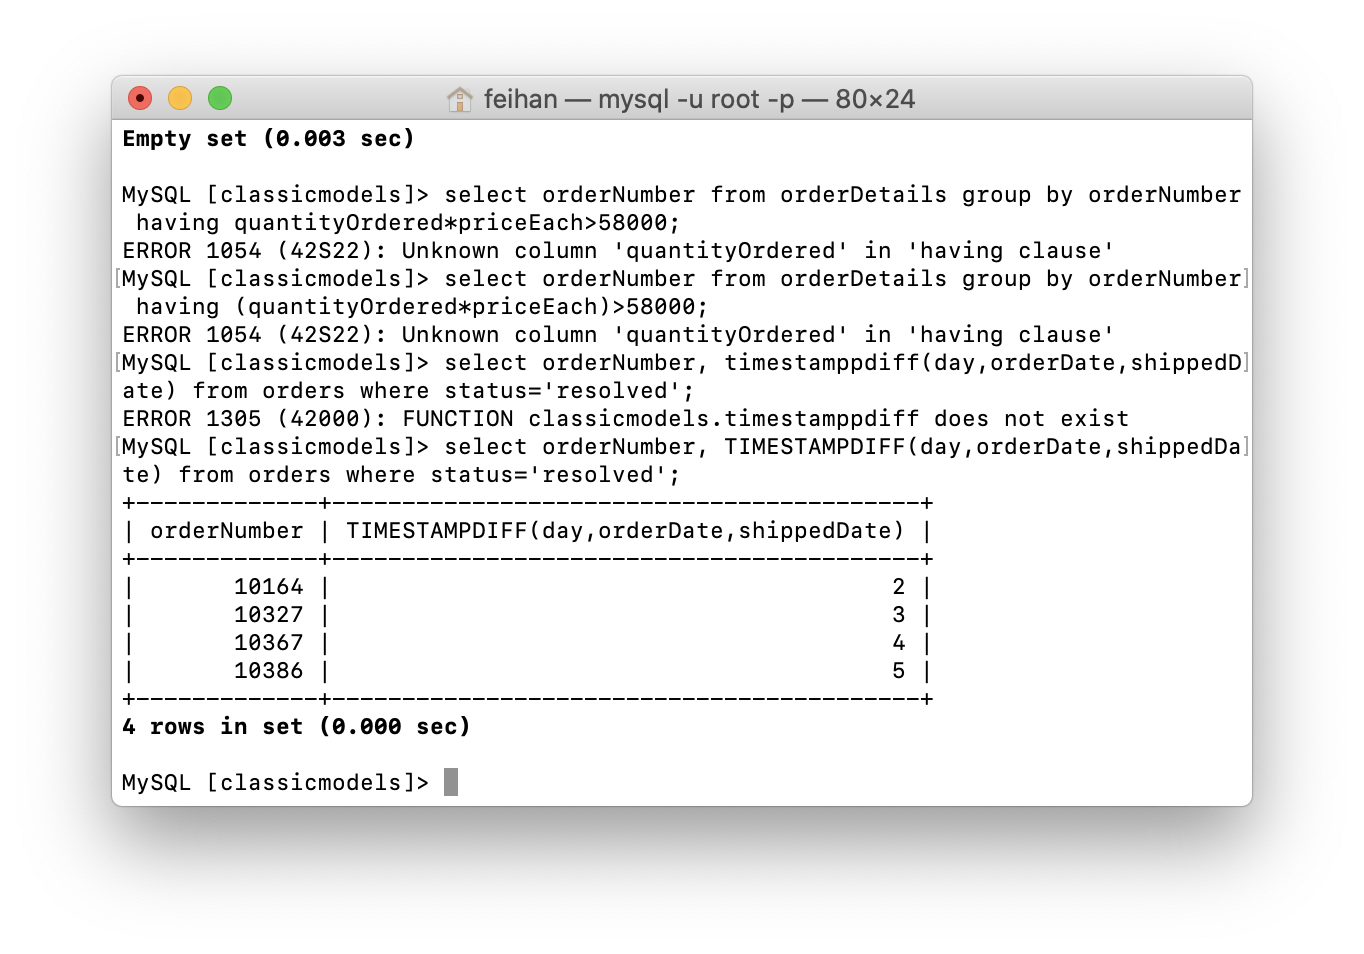 feihan — mysql -u root -p — 80×24
Empty set (0.003 sec)
MySQL [classicmodels]> select orderNumber from orderDetails group by orderNumber
 having quantityOrdered*priceEach>58000;
ERROR 1054 (42S22): Unknown column 'quantityOrdered' in 'having clause'
[MySQL [classicmodels]> select orderNumber from orderDetails group by orderNumber]
 having (quantityOrdered*priceEach)>58000;
ERROR 1054 (42S22): Unknown column 'quantityOrdered' in 'having clause'
[MySQL [classicmodels]> select orderNumber, timestamppdiff(day,orderDate,shippedD]
ate) from orders where status='resolved';
ERROR 1305 (42000): FUNCTION classicmodels.timestamppdiff does not exist
[MySQL [classicmodels]> select orderNumber, TIMESTAMPDIFF(day,orderDate,shippedDa]
te) from orders where status='resolved';
+-------------+------------------------------------------+
| orderNumber | TIMESTAMPDIFF(day,orderDate,shippedDate) |
+-------------+------------------------------------------+
|       10164 |                                        2 |
|       10327 |                                        3 |
|       10367 |                                        4 |
|       10386 |                                        5 |
+-------------+------------------------------------------+
4 rows in set (0.000 sec)
MySQL [classicmodels]>